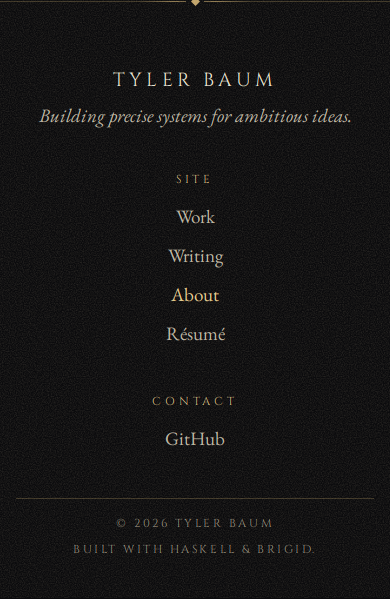 TYLER BAUM
Building precise systems for ambitious ideas.
SITE
Work
Writing
About
Résumé
CONTACT
GitHub
© 2026 TYLER BAUM
BUILT WITH HASKELL & BRIGID.